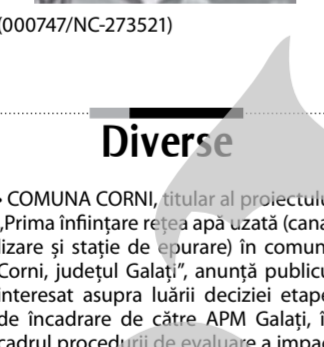 (000747/NC-273521)
Diverse
• COMUNA CORNI, titular al proiectulu
„Prima înființare rețea apă uzată (cana
lizare și stație de epurare) în comun
Corni, județul Galați”, anunță publicu
interesat asupra luării deciziei etape
de încadrare de către APM Galați, î
cadrul procedurii de evaluare a impac